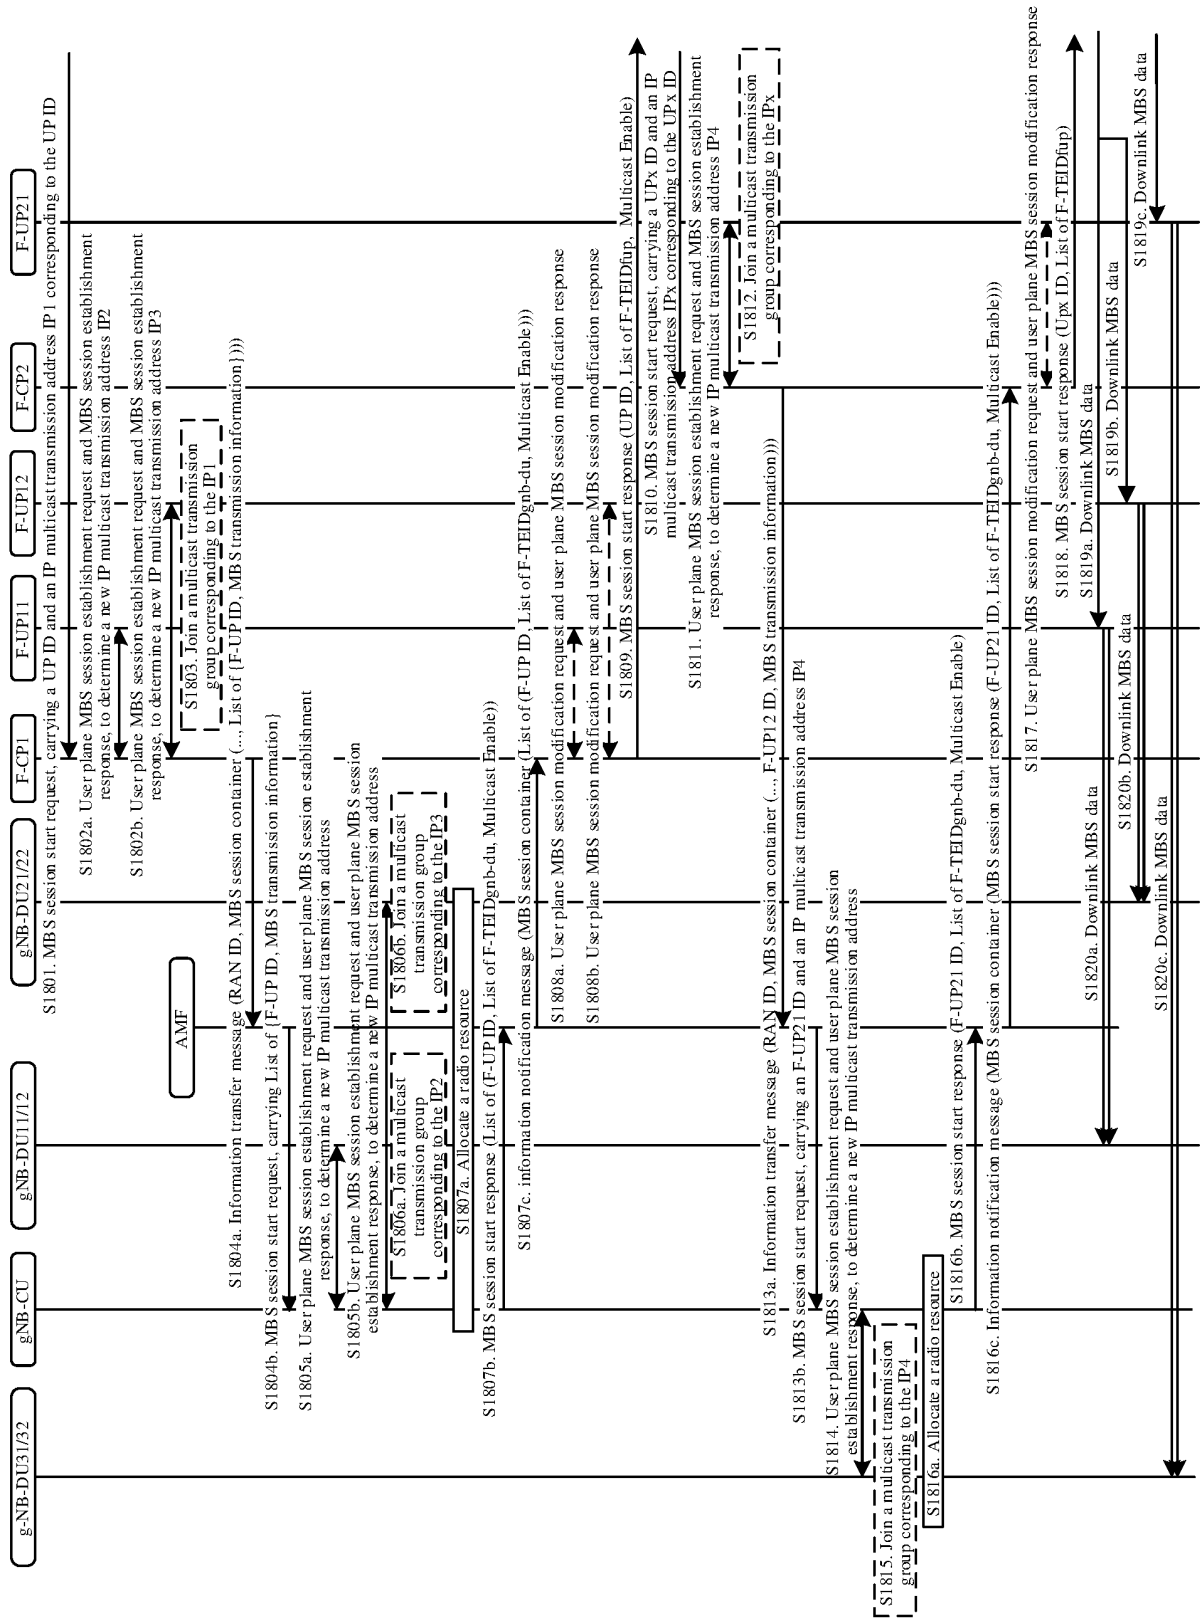 g-NB-DU31/32
gNB-CU
gNB-DU11/12
AMF
gNB-DU21/22
F-CP1
F-UP11
F-UP12
F-CP2
F-UP21
S1801. MBS session start request, carrying a UP ID and an IP multicast transmission address IP1 corresponding to the UP ID
S1802a. User plane MBS session establishment request and MBS session establishment
response, to determine a new IP multicast transmission address IP2
S1802b. User plane MBS session establishment request and MBS session establishment
response, to determine a new IP multicast transmission address IP3
S1803. Join a multicast transmission
group corresponding to the IP1
S1804a. Information transfer message (RAN ID, MBS session container (..., List of {F-UP ID, MBS transmission information})))
S1804b. MBS session start request, carrying List of {F-UP ID, MBS transmission information}
S1805a. User plane MBS session establishment request and user plane MBS session establishment
response, to determine a new IP multicast transmission address
S1805b. User plane MBS session establishment request and user plane MBS session
establishment response, to determine a new IP multicast transmission address
S1806a. Join a multicast
transmission group
corresponding to the IP2
S1806b. Join a multicast
transmission group
corresponding to the IP3
S1807a. Allocate a radio resource
S1807b. MBS session start response (List of (F-UP ID, List of F-TEIDgnb-du, Multicast Enable))
S1807c. information notification message (MBS session container (List of (F-UP ID, List of F-TEIDgnb-du, Multicast Enable)))
S1808a. User plane MBS session modification request and user plane MBS session modification response
S1808b. User plane MBS session modification request and user plane MBS session modification response
S1809. MBS session start response (UP ID, List of F-TEIDfup, Multicast Enable)
S1810. MBS session start request, carrying a UPx ID and an IP
multicast transmission address IPx corresponding to the UPx ID
S1811. User plane MBS session establishment request and MBS session establishment
response, to determine a new IP multicast transmission address IP4
S1812. Join a multicast transmission
group corresponding to the IPx
S1813a. Information transfer message (RAN ID, MBS session container (..., F-UP12 ID, MBS transmission information)))
S1813b. MBS session start request, carrying an F-UP21 ID and an IP multicast transmission address IP4
S1814. User plane MBS session establishment request and user plane MBS session
establishment response, to determine a new IP multicast transmission address
S1815. Join a multicast transmission
group corresponding to the IP4
S1816a. Allocate a radio resource
S1816b. MBS session start response (F-UP21 ID, List of F-TEIDgnb-du, Multicast Enable)
S1816c. Information notification message (MBS session container (MBS session start response (F-UP21 ID, List of F-TEIDgnb-du, Multicast Enable)))
S1817. User plane MBS session modification request and user plane MBS session modification response
S1818. MBS session start response (Upx ID, List of F-TEIDfup)
S1819a. Downlink MBS data
S1820a. Downlink MBS data
S1819b. Downlink MBS data
S1820b. Downlink MBS data
S1819c. Downlink MBS data
S1820c. Downlink MBS data